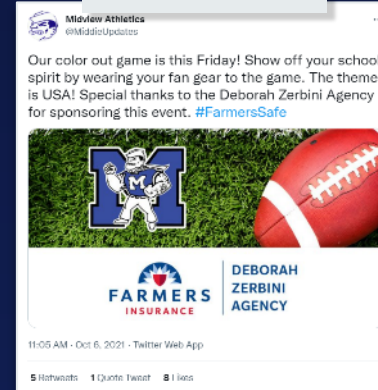 Midview Athletics
@MiddieUpdates
Our color out game is this Friday! Show off your school
spirit by wearing your fan gear to the game. The theme
is USA! Special thanks to the Deborah Zerbini Agency
for sponsoring this event. #FarmersSafe
M
M
FARMERS
INSURANCE
DEBORAH
ZERBINI
AGENCY
11:05 AM · Oct 6, 2021 · Twitter Web App
5 Retweets 1 Quote Tweet 8 Likes